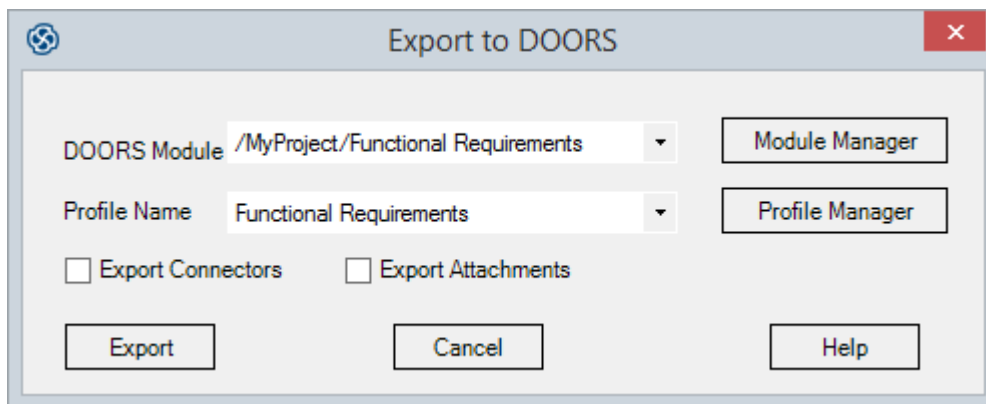 Export to DOORS
DOORS Module /MyProject/Functional Requirements Module Manager
Profile Name Functional Requirements Profile Manager
Export Connectors Export Attachments
Export Cancel Help